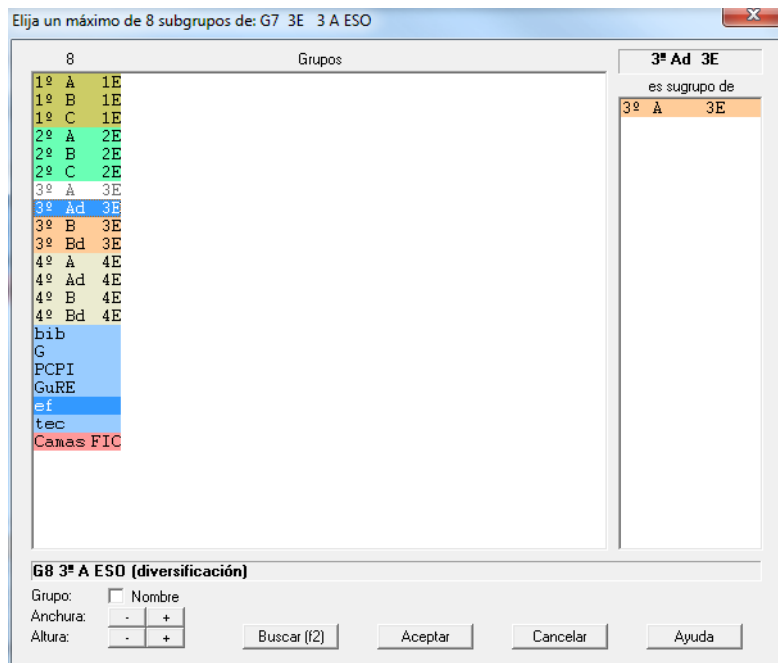 Elija un máximo de 8 subgrupos de: G7 3E 3 A ESO
8 Grupos 3º Ad 3E
es sugrupo de
1º A 1E
1º B 1E
1º C 1E
2º A 2E
2º B 2E
2º C 2E
3º A 3E
3º Ad 3E
3º B 3E
3º Bd 3E
4º A 4E
4º Ad 4E
4º B 4E
4º Bd 4E
bib
G
PCPI
GuRE
ef
tec
Camas FIC
3º A 3E
G8 3º A ESO (diversificación)
Grupo: Nombre
Anchura: - +
Altura: - + Buscar (f2) Aceptar Cancelar Ayuda